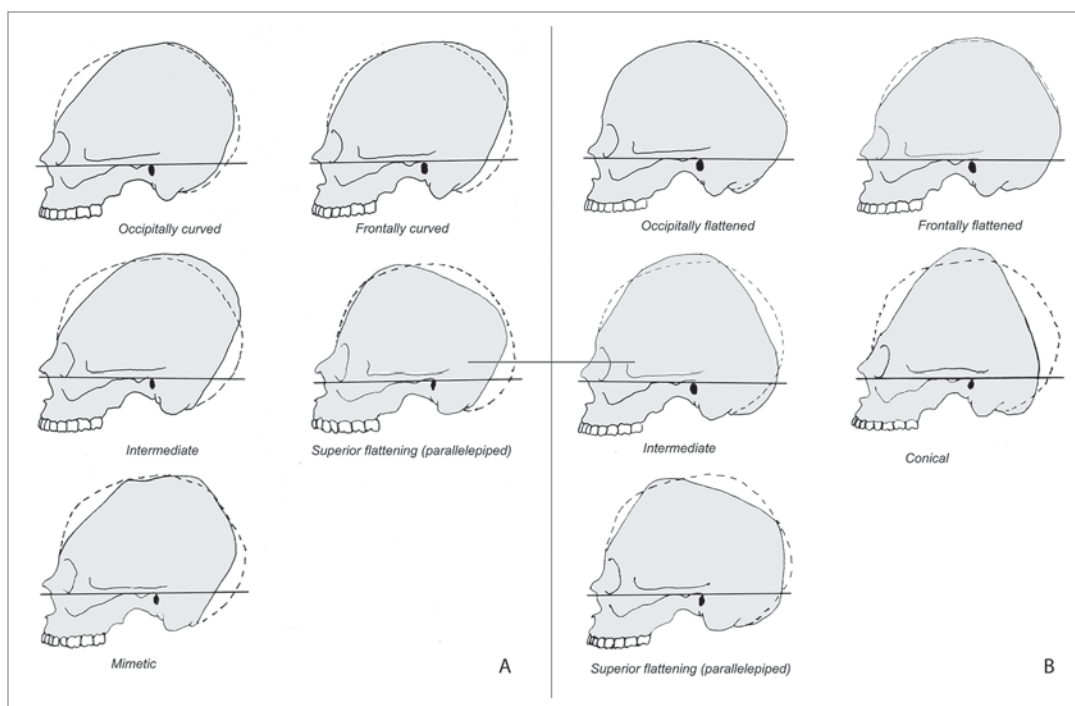 Occipitally curved
Frontally curved
Intermediate
Superior flattening (parallelepiped)
Mimetic
A
Occipitally flattened
Frontally flattened
Intermediate
Conical
Superior flattening (parallelepiped)
B